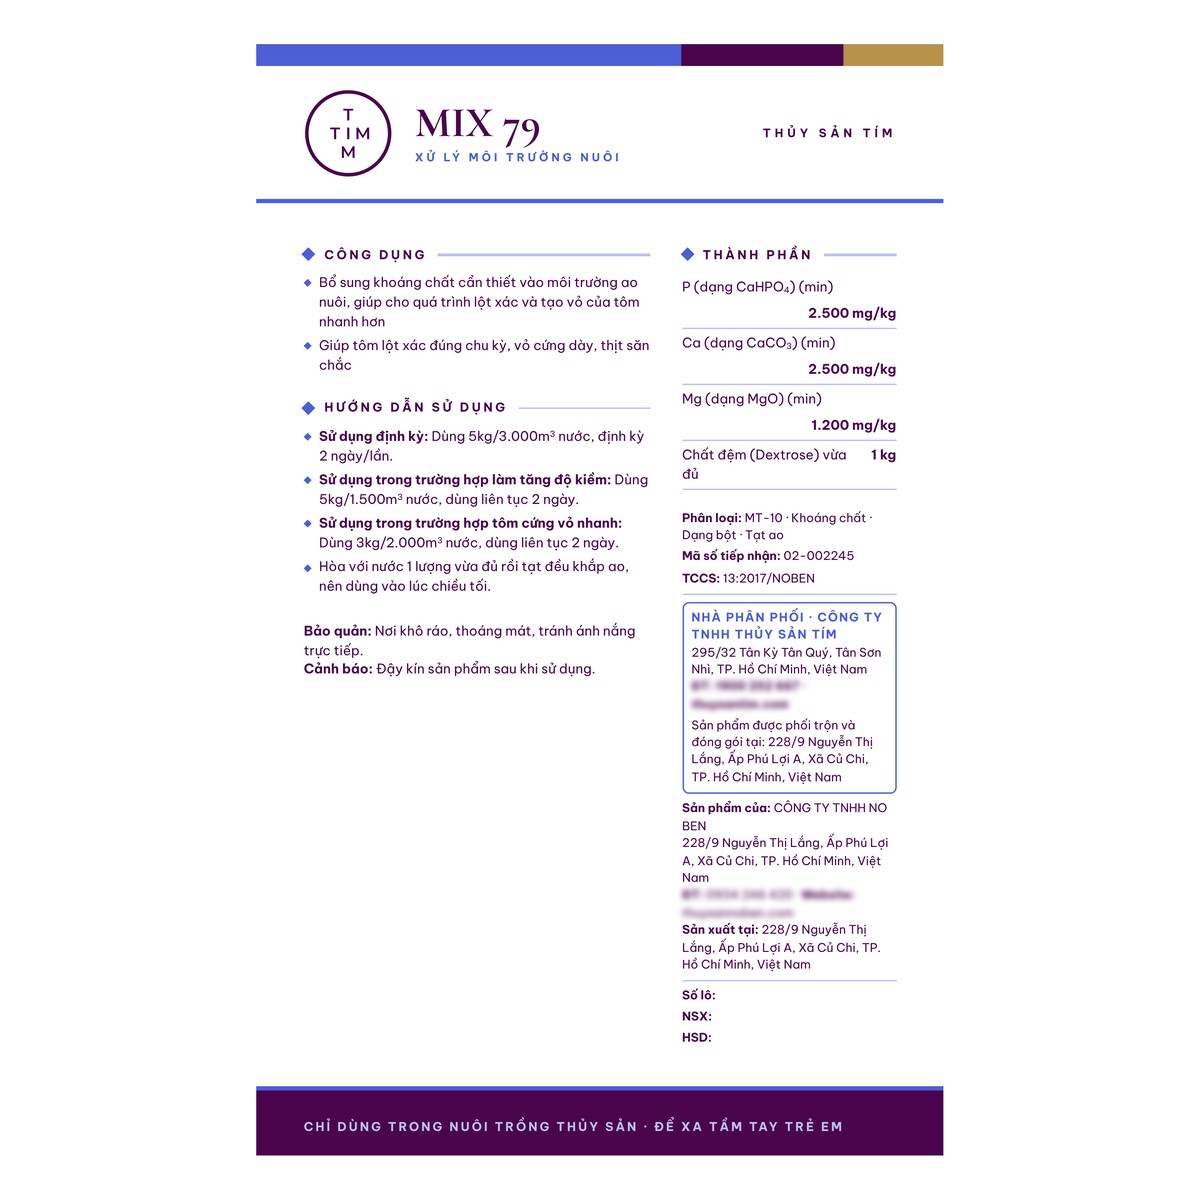 T
TIM
M
MIX 79
XỬ LÝ MÔI TRƯỜNG NUÔI
THỦY SẢN TÍM
CÔNG DỤNG
Bổ sung khoáng chất cần thiết vào môi trường ao
nuôi, giúp cho quá trình lột xác và tạo vỏ của tôm
nhanh hơn
Giúp tôm lột xác đúng chu kỳ, vỏ cứng dày, thịt săn
chắc
HƯỚNG DẪN SỬ DỤNG
Sử dụng định kỳ: Dùng 5kg/3.000m³ nước, định kỳ
2 ngày/lần.
Sử dụng trong trường hợp làm tăng độ kiềm: Dùng
5kg/1.500m³ nước, dùng liên tục 2 ngày.
Sử dụng trong trường hợp tôm cứng vỏ nhanh:
Dùng 3kg/2.000m³ nước, dùng liên tục 2 ngày.
Hòa với nước 1 lượng vừa đủ rồi tạt đều khắp ao,
nên dùng vào lúc chiều tối.
Bảo quản: Nơi khô ráo, thoáng mát, tránh ánh nắng
trực tiếp.
Cảnh báo: Đậy kín sản phẩm sau khi sử dụng.
THÀNH PHẦN
P (dạng CaHPO₄) (min)
2.500 mg/kg
Ca (dạng CaCO₃) (min)
2.500 mg/kg
Mg (dạng MgO) (min)
1.200 mg/kg
Chất đệm (Dextrose) vừa 1 kg
đủ
Phân loại: MT-10 · Khoáng chất ·
Dạng bột · Tạt ao
Mã số tiếp nhận: 02-002245
TCCS: 13:2017/NOBEN
NHÀ PHÂN PHỐI · CÔNG TY
TNHH THỦY SẢN TÍM
295/32 Tân Kỳ Tân Quý, Tân Sơn
Nhì, TP. Hồ Chí Minh, Việt Nam
Sản phẩm được phối trộn và
đóng gói tại: 228/9 Nguyễn Thị
Lắng, Ấp Phú Lợi A, Xã Củ Chi,
TP. Hồ Chí Minh, Việt Nam
Sản phẩm của: CÔNG TY TNHH NO
BEN
228/9 Nguyễn Thị Lắng, Ấp Phú Lợi
A, Xã Củ Chi, TP. Hồ Chí Minh, Việt
Nam
Sản xuất tại: 228/9 Nguyễn Thị
Lắng, Ấp Phú Lợi A, Xã Củ Chi, TP.
Hồ Chí Minh, Việt Nam
Số lô:
NSX:
HSD:
CHỈ DÙNG TRONG NUÔI TRỒNG THỦY SẢN · ĐỂ XA TẦM TAY TRẺ EM